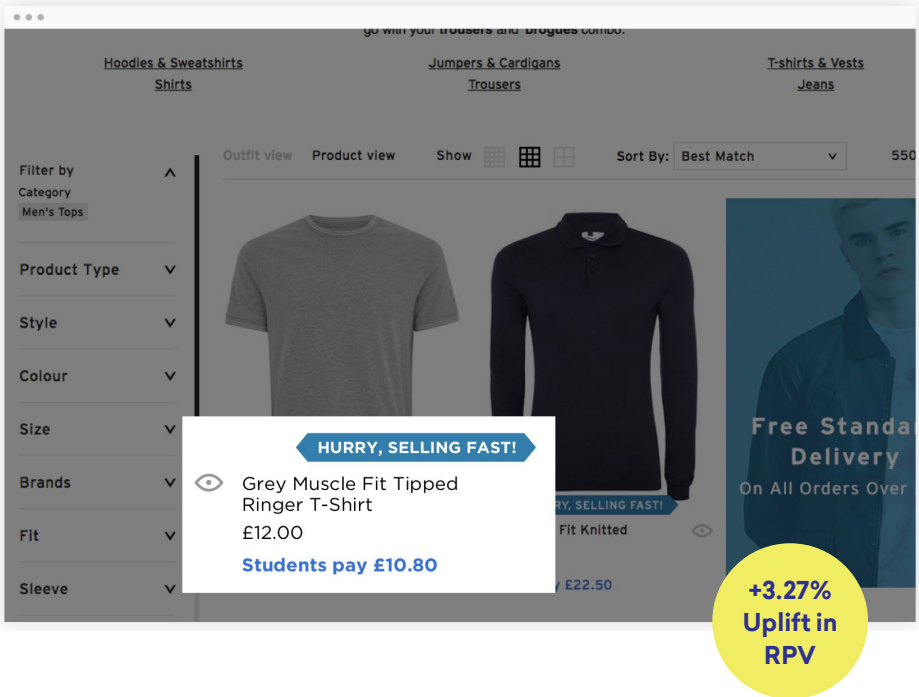 go with your trousers and brogues combo.
Hoodies & Sweatshirts
Jumpers & Cardigans
T-shirts & Vests
Shirts
Trousers
Jeans
Outfit view
Product view
Show
Sort By:
Best Match
550
Filter by
Category
Men's Tops
Product Type
Style
Colour
Size
Brands
Fit
Sleeve
HURRY, SELLING FAST!
Grey Muscle Fit Tipped
Ringer T-Shirt
£12.00
Students pay £10.80
RY, SELLING FAST!
Fit Knitted
£22.50
Free Standa
Delivery
On All Orders Over
+3.27%
Uplift in
RPV